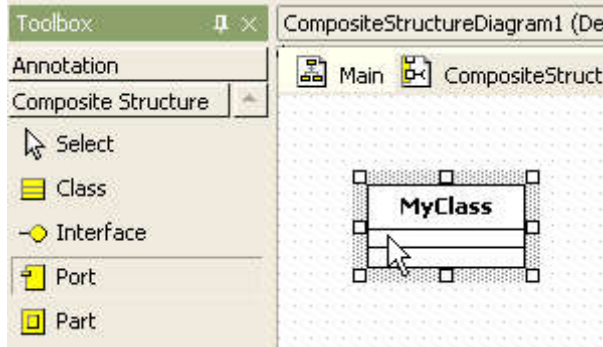 Toolbox
Annotation
Composite Structure
Select
Class
Interface
Port
Part
CompositeStructureDiagram1 (De
Main
CompositeStruct
MyClass